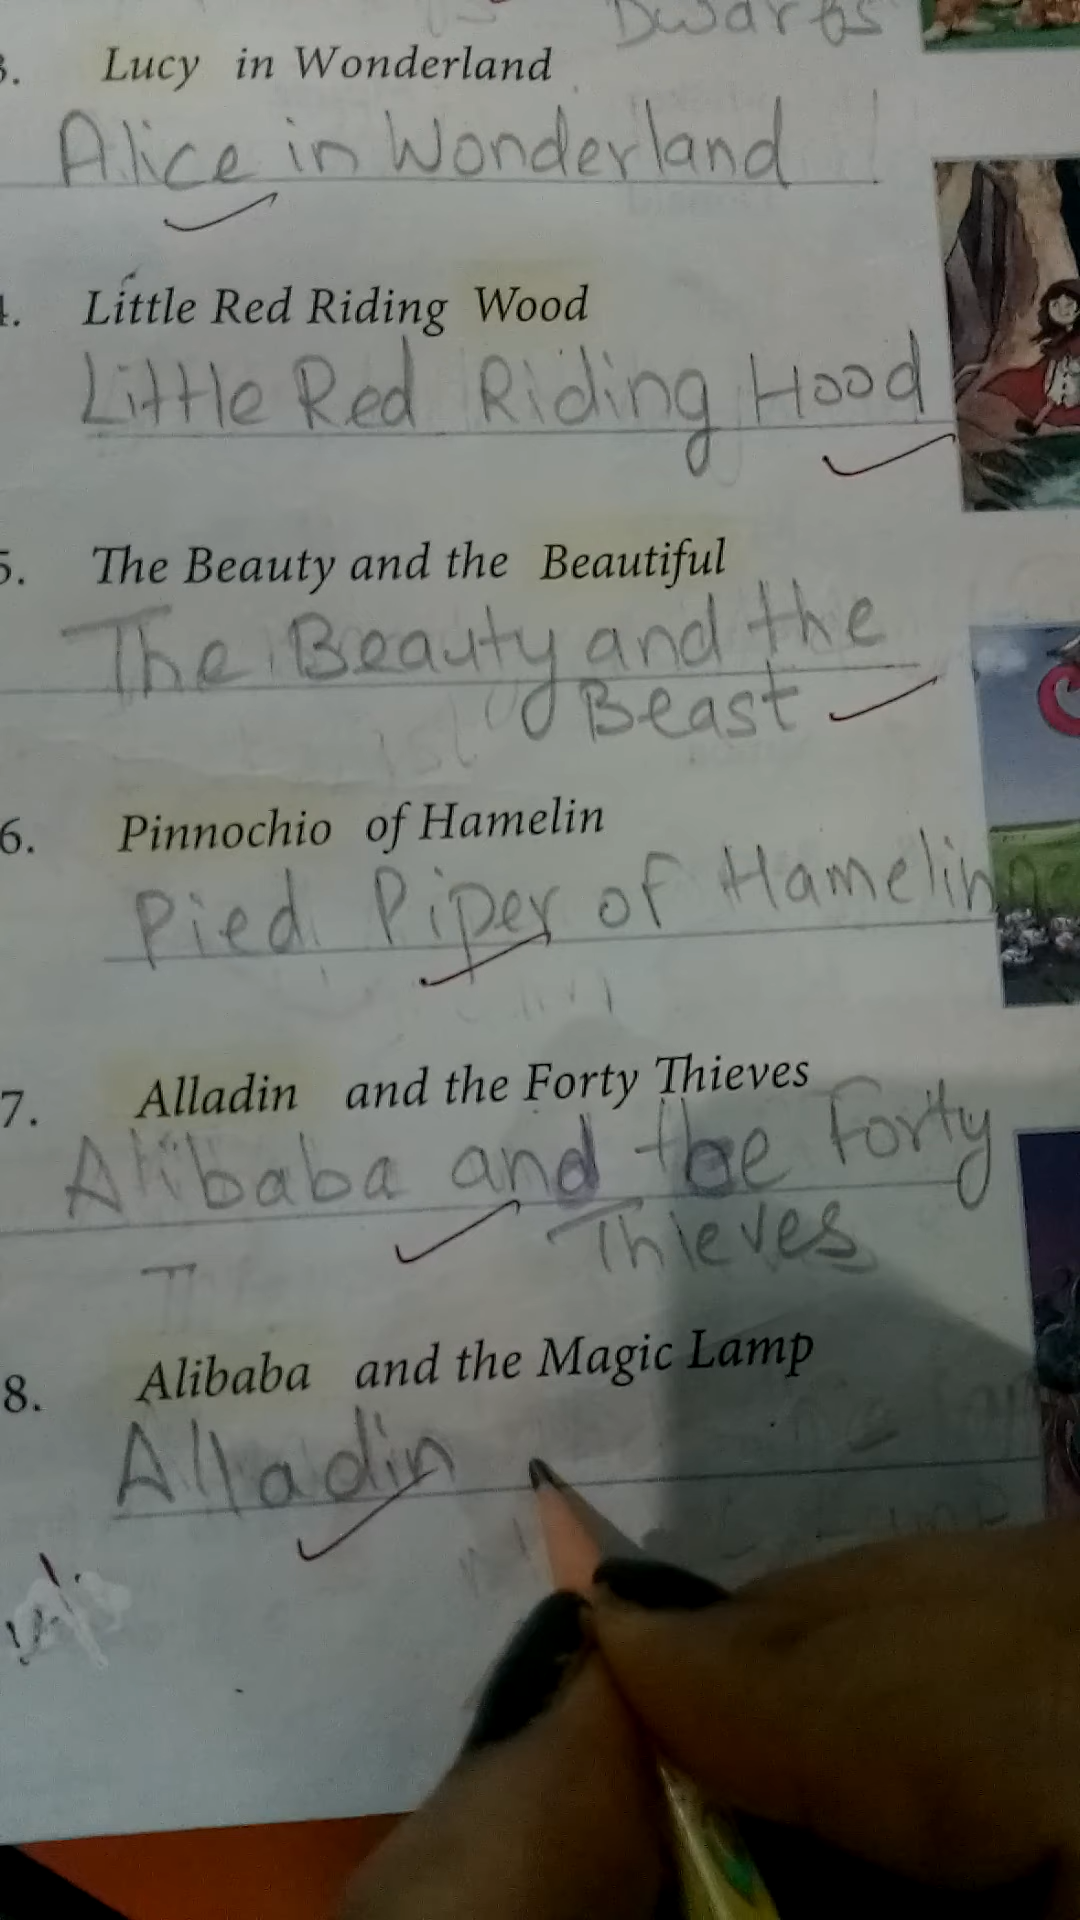 Dwarfs
3. Lucy in Wonderland
Alice in Wonderland
4. Little Red Riding Wood
Little Red Riding Hood
5. The Beauty and the Beautiful
The Beauty and the
Beast
6. Pinnochio of Hamelin
Pied Piper of Hamelin
7. Alladin and the Forty Thieves
Alibaba and the Forty
Thieves
8. Alibaba and the Magic Lamp
Alladin